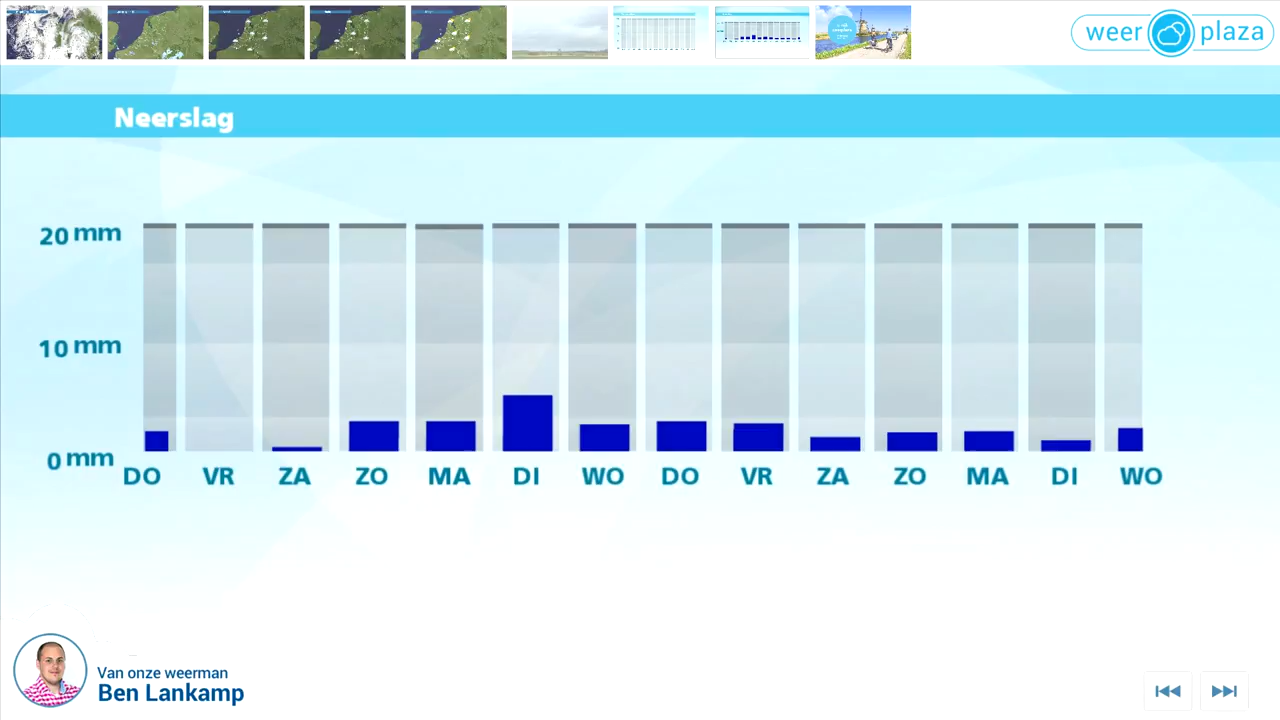 weer plaza
Neerslag
20 mm
10 mm
0 mm
DO VR ZA ZO MA DI WO DO VR ZA ZO MA DI WO
Van onze weerman
Ben Lankamp